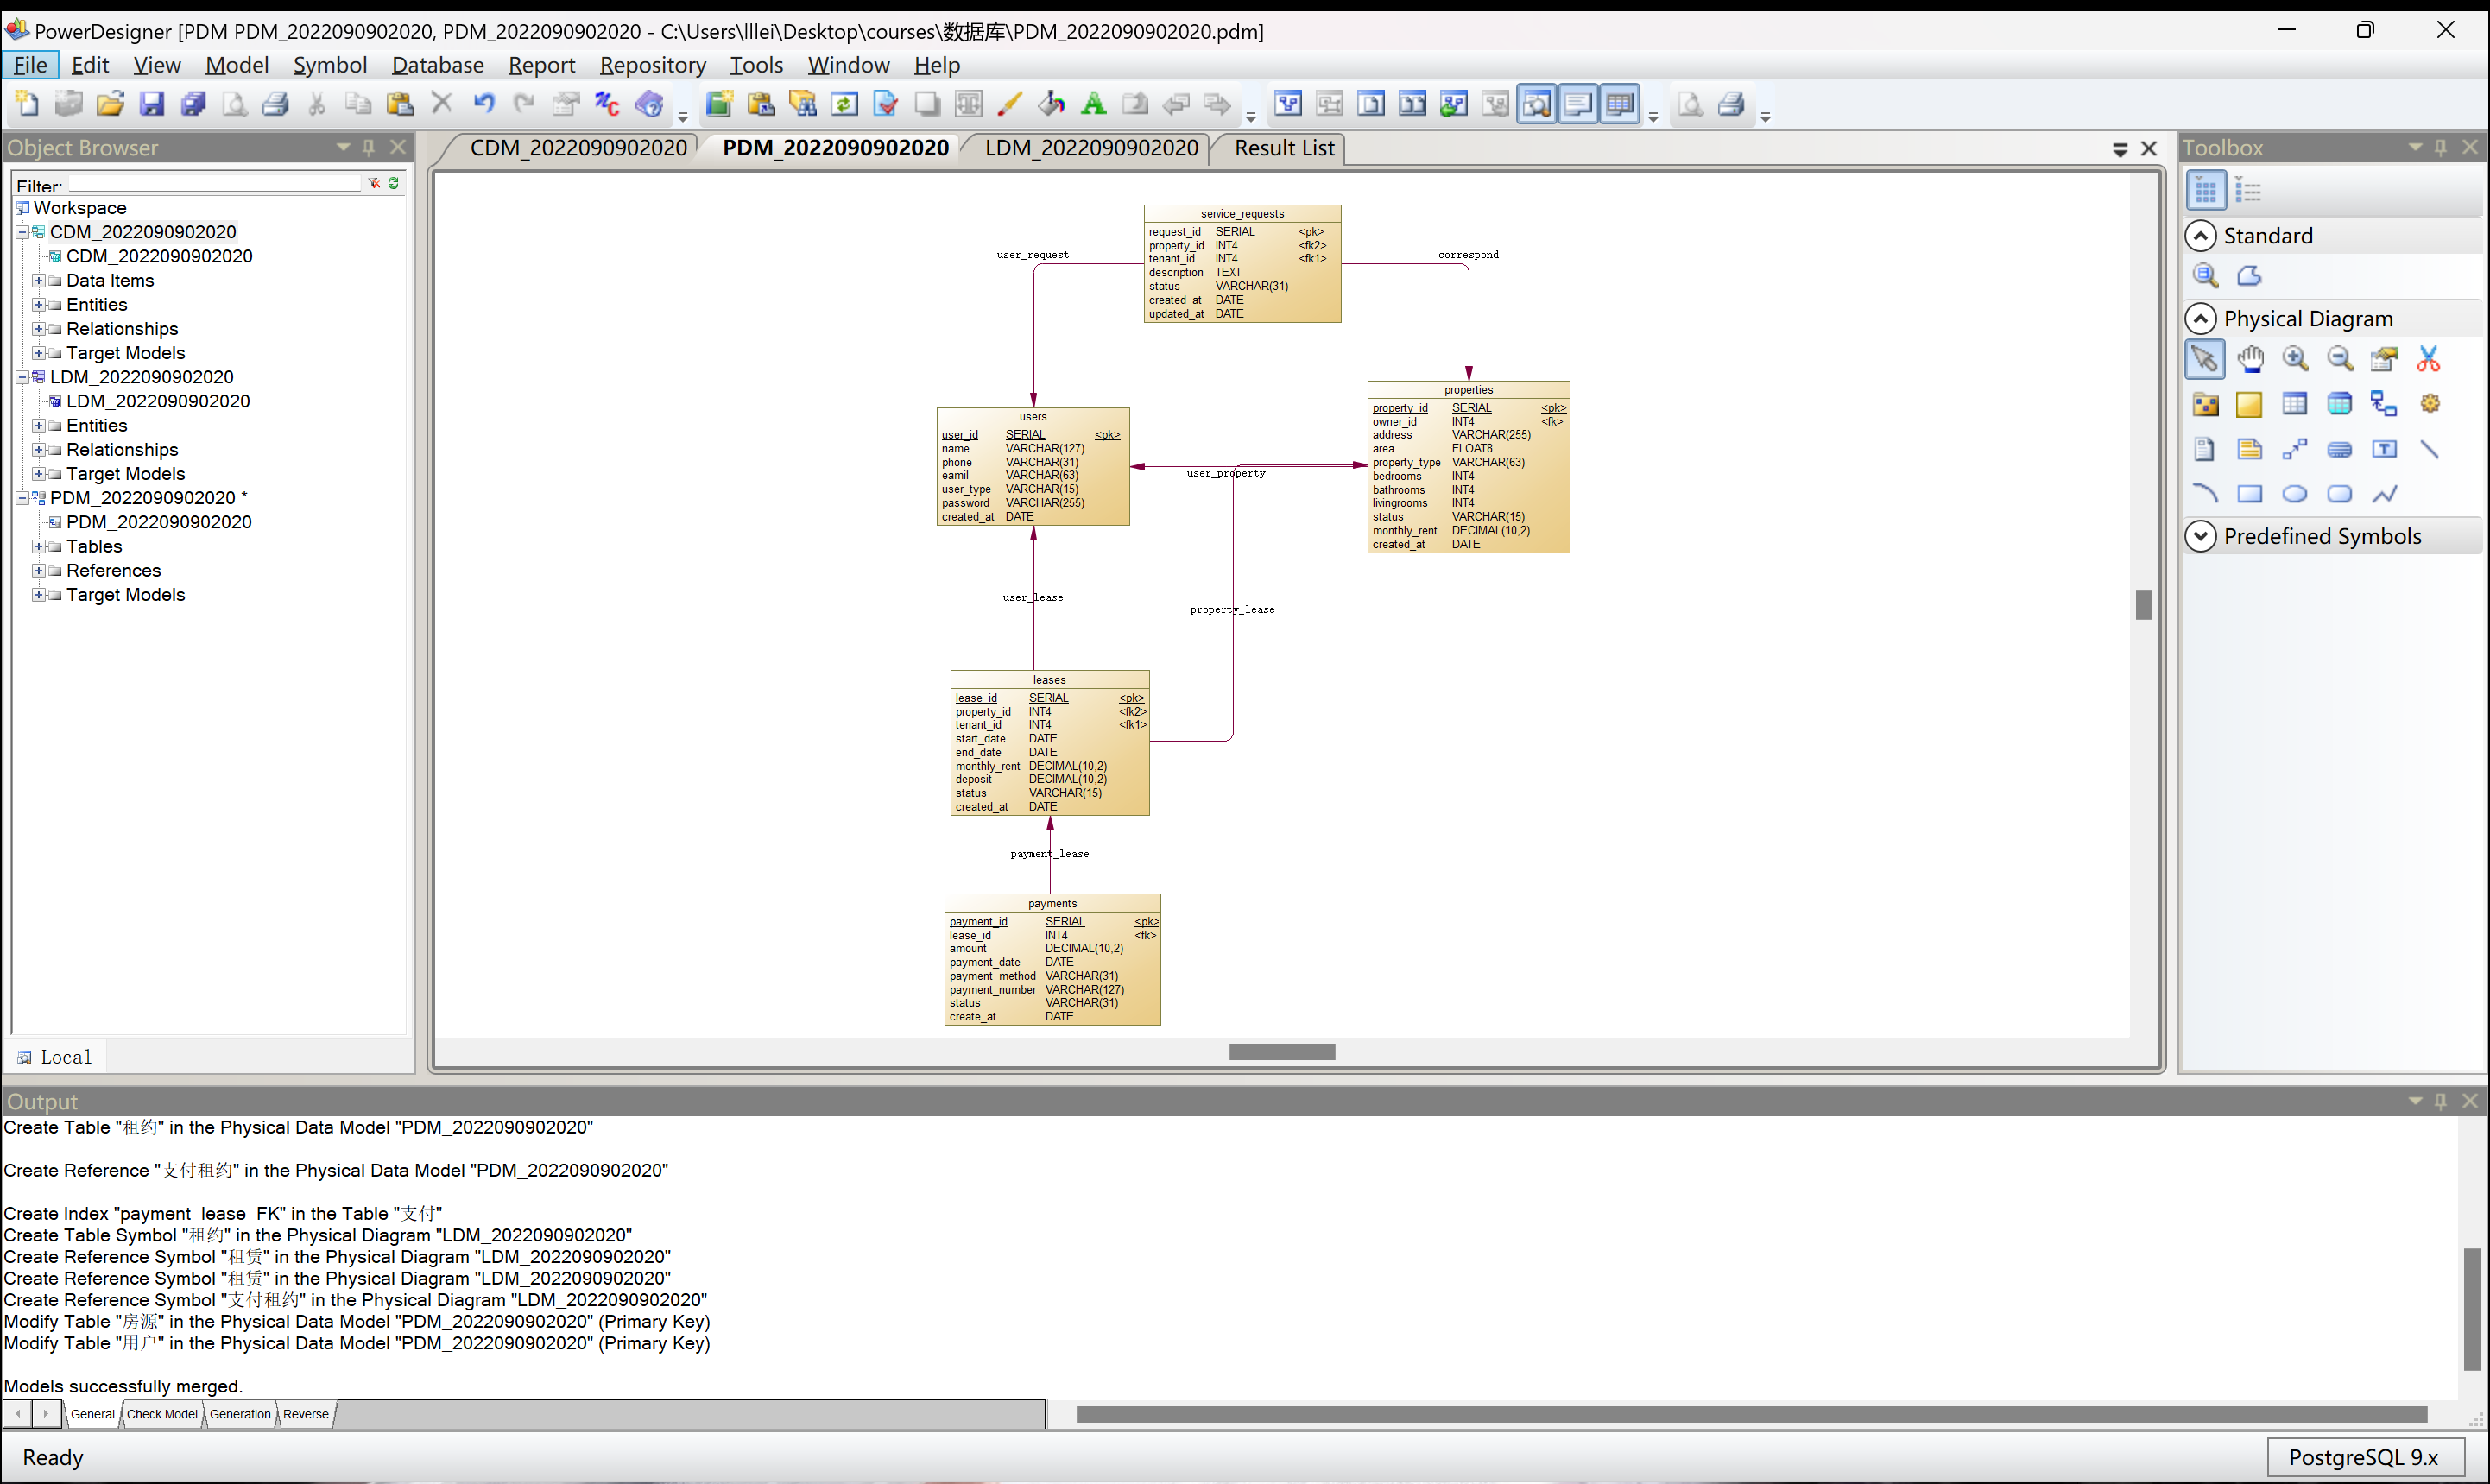 PowerDesigner [PDM PDM_2022090902020, PDM_2022090902020 - C:\Users\lllei\Desktop\courses\数据库\PDM_2022090902020.pdm]
File Edit View Model Symbol Database Report Repository Tools Window Help
Object Browser
Filter:
Workspace
CDM_2022090902020
CDM_2022090902020
Data Items
Entities
Relationships
Target Models
LDM_2022090902020
LDM_2022090902020
Entities
Relationships
Target Models
PDM_2022090902020 *
PDM_2022090902020
Tables
References
Target Models
Local
CDM_2022090902020 PDM_2022090902020 LDM_2022090902020 Result List
service_requests
request_id SERIAL <pk>
property_id INT4 <fk2>
tenant_id INT4 <fk1>
description TEXT
status VARCHAR(31)
created_at DATE
updated_at DATE
user_request
correspond
users
user_id SERIAL <pk>
name VARCHAR(127)
phone VARCHAR(31)
eamil VARCHAR(63)
user_type VARCHAR(15)
password VARCHAR(255)
created_at DATE
user_property
properties
property_id SERIAL <pk>
owner_id INT4 <fk>
address VARCHAR(255)
area FLOAT8
property_type VARCHAR(63)
bedrooms INT4
bathrooms INT4
livingrooms INT4
status VARCHAR(15)
monthly_rent DECIMAL(10,2)
created_at DATE
user_lease
property_lease
leases
lease_id SERIAL <pk>
property_id INT4 <fk2>
tenant_id INT4 <fk1>
start_date DATE
end_date DATE
monthly_rent DECIMAL(10,2)
deposit DECIMAL(10,2)
status VARCHAR(15)
created_at DATE
payment_lease
payments
payment_id SERIAL <pk>
lease_id INT4 <fk>
amount DECIMAL(10,2)
payment_date DATE
payment_method VARCHAR(31)
payment_number VARCHAR(127)
status VARCHAR(31)
create_at DATE
Toolbox
Standard
Physical Diagram
Predefined Symbols
Output
Create Table "租约" in the Physical Data Model "PDM_2022090902020"
Create Reference "支付租约" in the Physical Data Model "PDM_2022090902020"
Create Index "payment_lease_FK" in the Table "支付"
Create Table Symbol "租约" in the Physical Diagram "LDM_2022090902020"
Create Reference Symbol "租赁" in the Physical Diagram "LDM_2022090902020"
Create Reference Symbol "租赁" in the Physical Diagram "LDM_2022090902020"
Create Reference Symbol "支付租约" in the Physical Diagram "LDM_2022090902020"
Modify Table "房源" in the Physical Data Model "PDM_2022090902020" (Primary Key)
Modify Table "用户" in the Physical Data Model "PDM_2022090902020" (Primary Key)
Models successfully merged.
General Check Model Generation Reverse
Ready
PostgreSQL 9.x